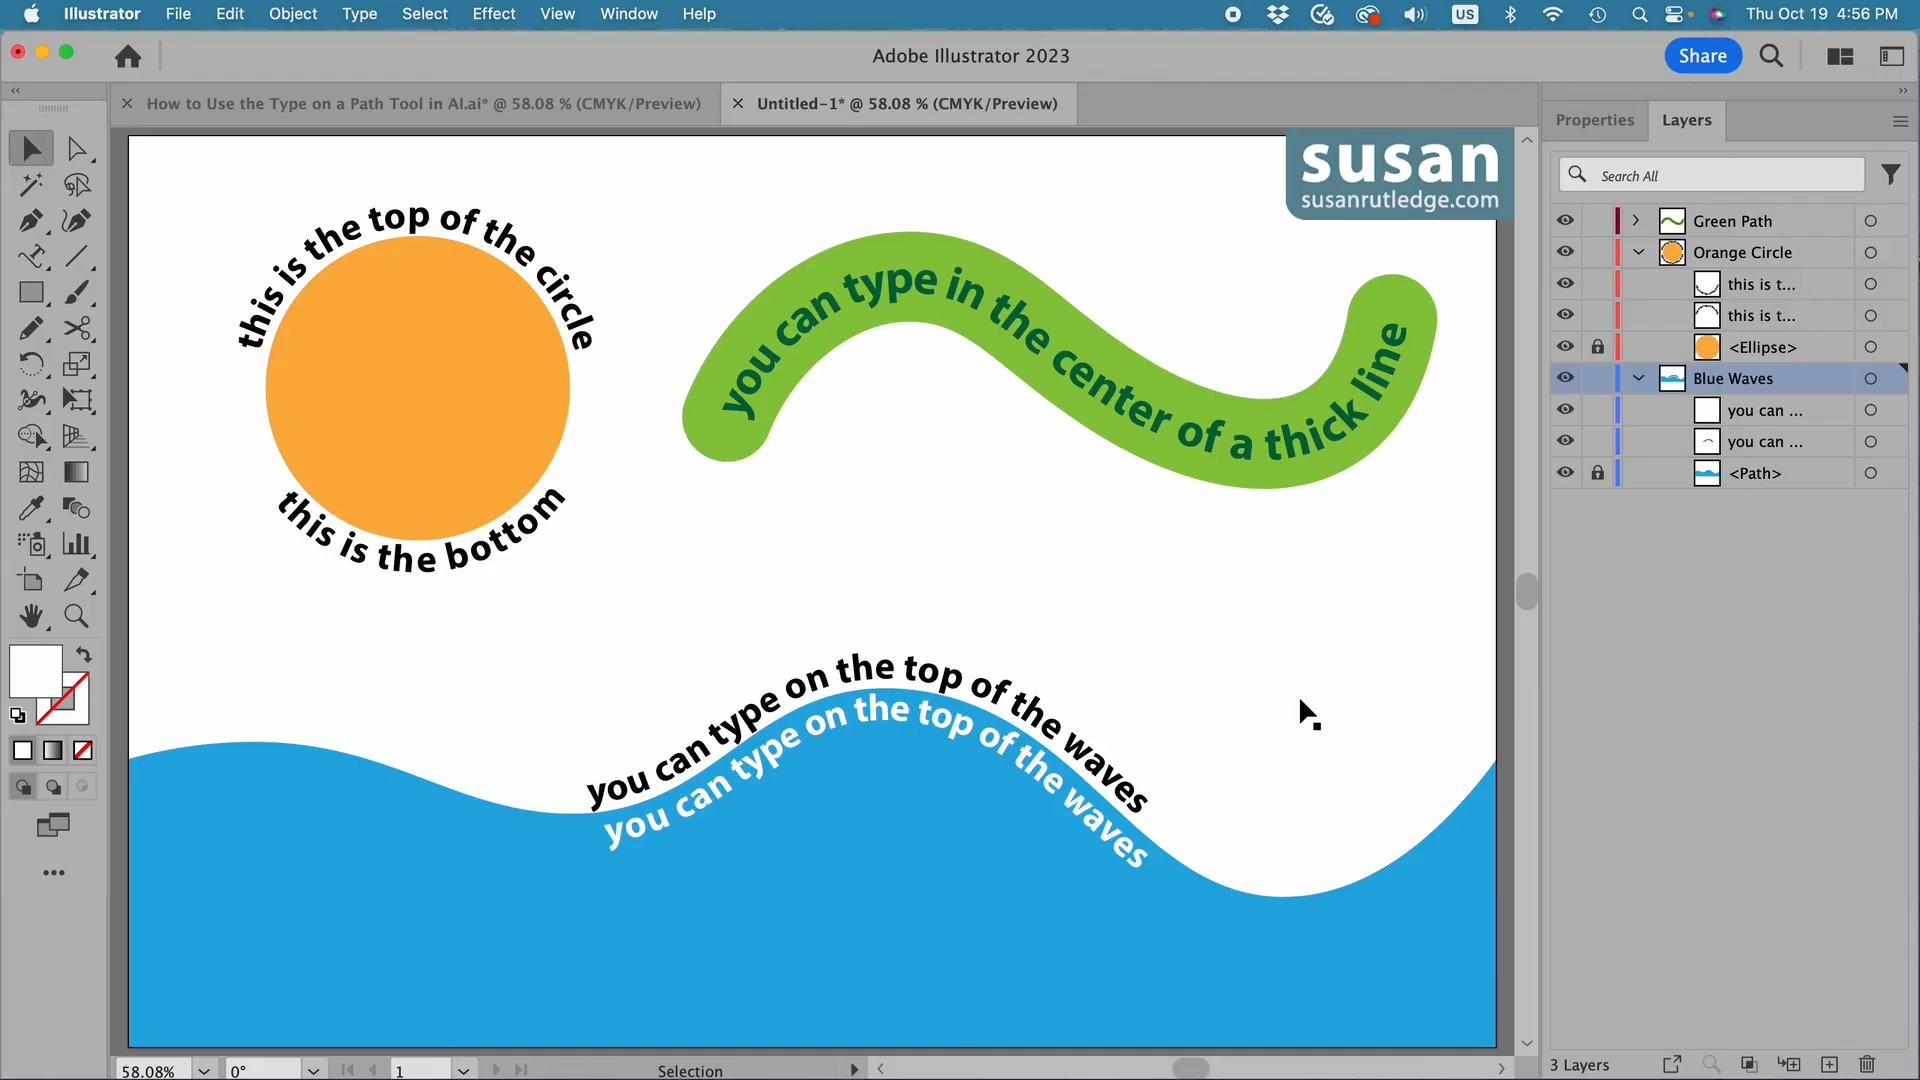 Illustrator File Edit Object Type Select Effect View Window Help US Thu Oct 19 4:56 PM
Adobe Illustrator 2023 Share
How to Use the Type on a Path Tool in AI.ai* @ 58.08 % (CMYK/Preview) Untitled-1* @ 58.08 % (CMYK/Preview)
Properties Layers
susan
susanrutledge.com
Search All
Green Path
Orange Circle
this is t...
this is t...
<Ellipse>
Blue Waves
you can ...
you can ...
<Path>
this is the top of the circle
this is the bottom
you can type in the center of a thick line
you can type on the top of the waves
you can type on the top of the waves
58.08% 0° 1 Selection
3 Layers